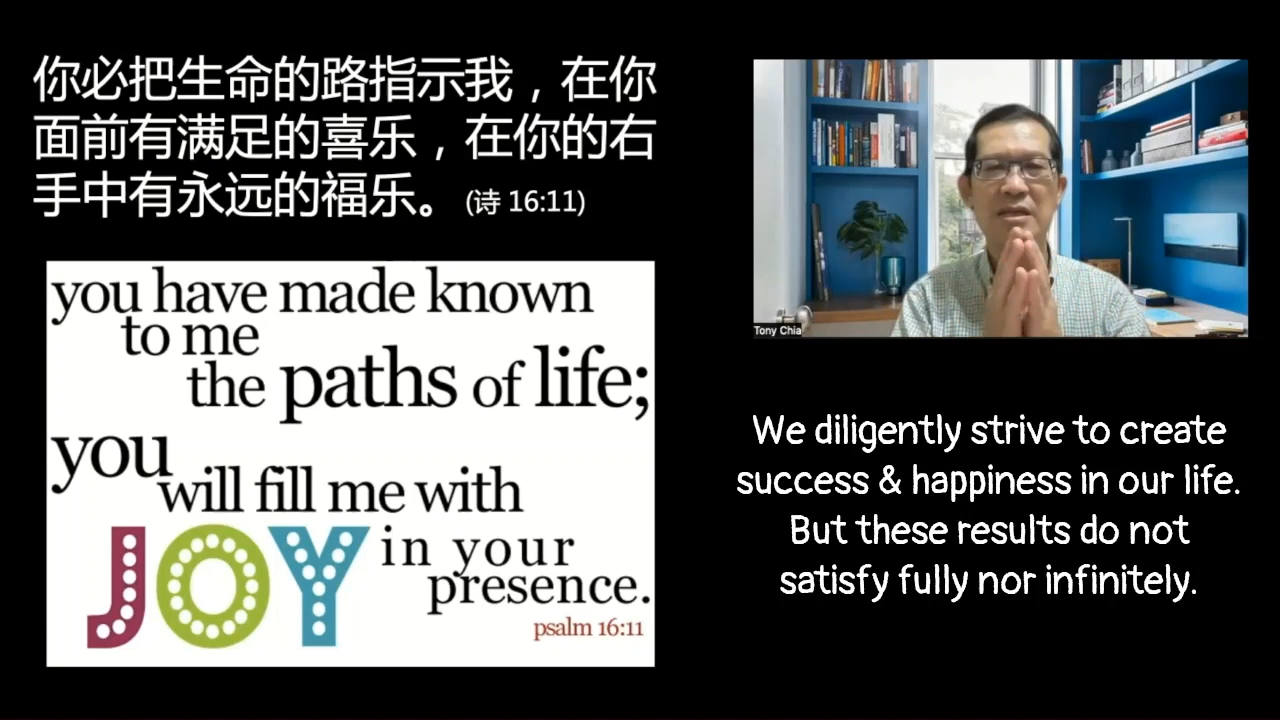 你必把生命的路指示我，在你
面前有满足的喜乐，在你的右
手中有永远的福乐。(诗 16:11)
you have made known
to me
the paths of life;
you
will fill me with
JOY in your
presence.
psalm 16:11
Tony Chia
We diligently strive to create
success & happiness in our life.
But these results do not
satisfy fully nor infinitely.